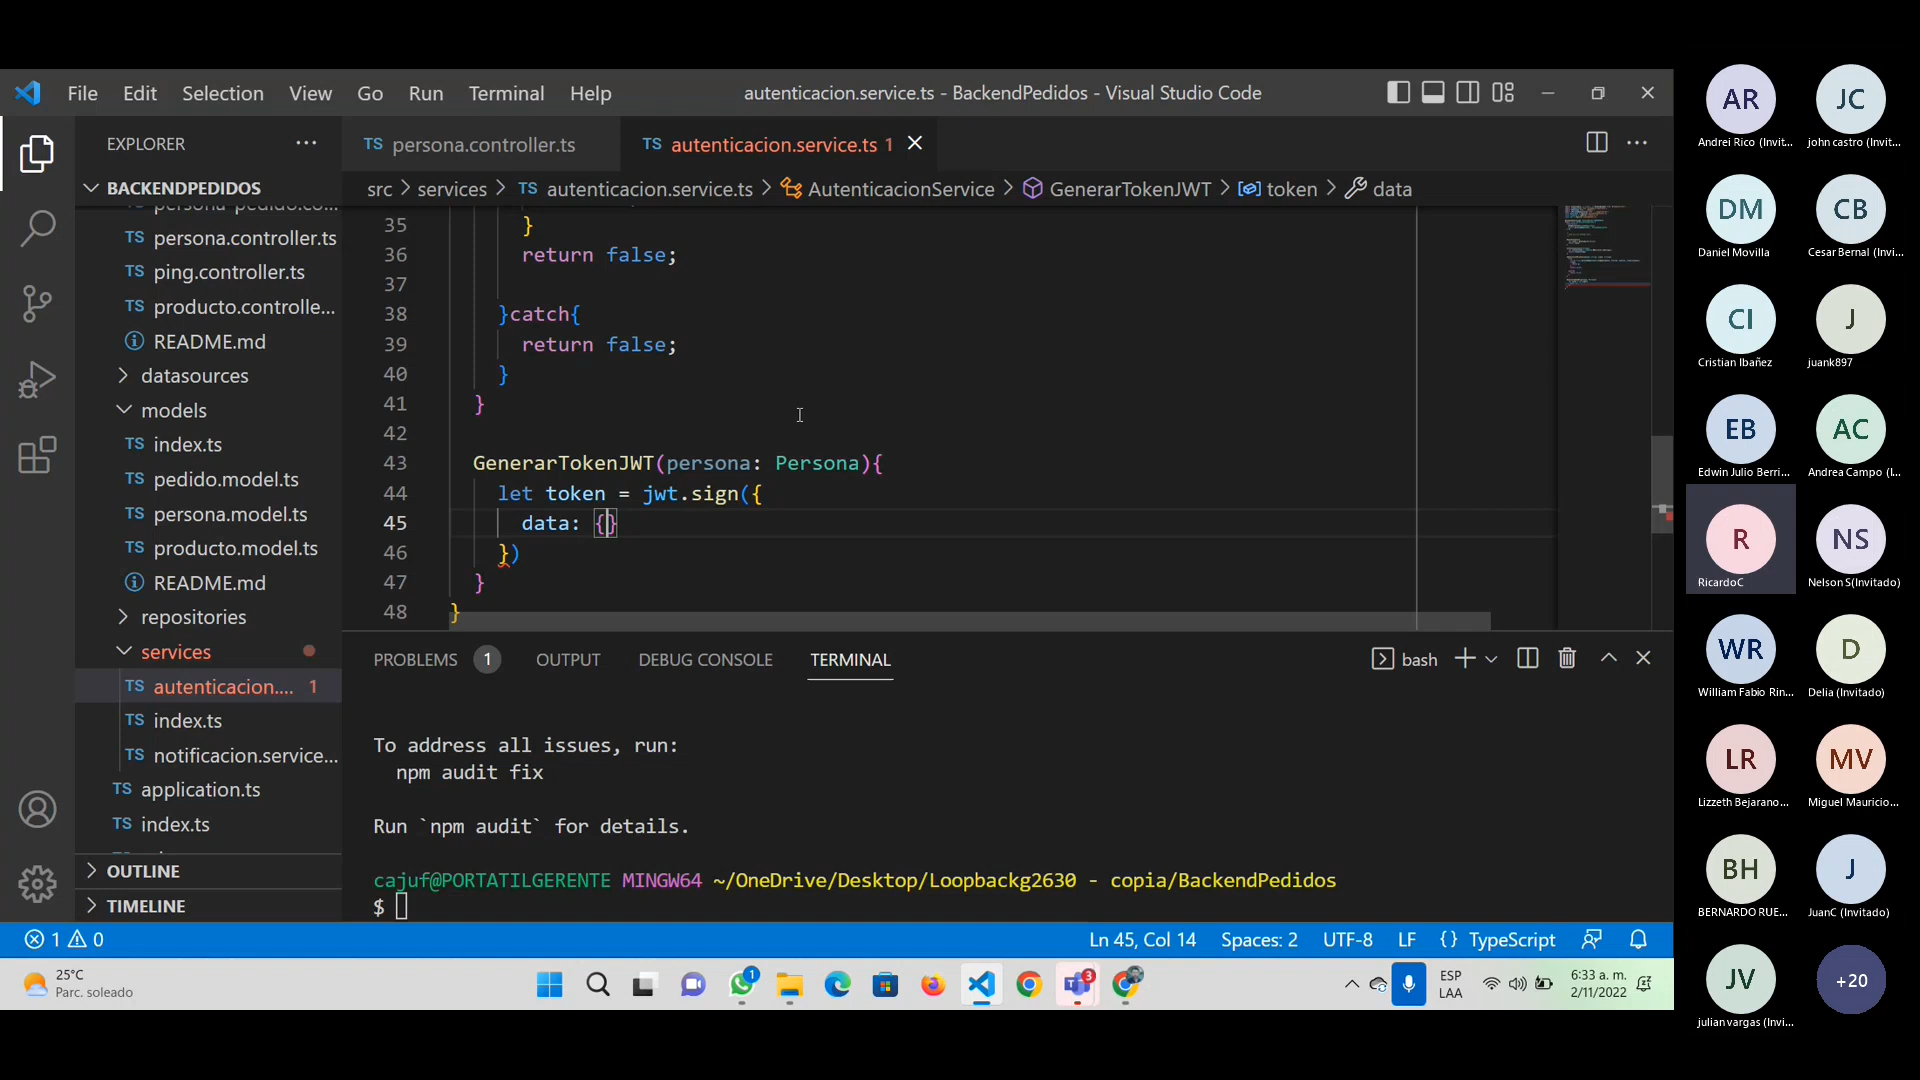 File Edit Selection View Go Run Terminal Help
autenticacion.service.ts - BackendPedidos - Visual Studio Code
EXPLORER
TS persona.controller.ts
TS autenticacion.service.ts 1
BACKENDPEDIDOS
src > services > TS autenticacion.service.ts > AutenticacionService > GenerarTokenJWT > token > data
persona-pedido.co...
TS persona.controller.ts
TS ping.controller.ts
TS producto.controlle...
README.md
datasources
models
TS index.ts
TS pedido.model.ts
TS persona.model.ts
TS producto.model.ts
README.md
repositories
services
TS autenticacion.... 1
TS index.ts
TS notificacion.service...
TS application.ts
TS index.ts
OUTLINE
TIMELINE
35 }
36 return false;
37
38 }catch{
39 return false;
40 }
41 }
42
43 GenerarTokenJWT(persona: Persona){
44 let token = jwt.sign({
45 data: {}
46 })
47 }
48 }
PROBLEMS 1 OUTPUT DEBUG CONSOLE TERMINAL
bash
To address all issues, run:
npm audit fix
Run `npm audit` for details.
cajuf@PORTATILGERENTE MINGW64 ~/OneDrive/Desktop/Loopbackg2630 - copia/BackendPedidos
$
1 0
Ln 45, Col 14 Spaces: 2 UTF-8 LF {} TypeScript
25°C
Parc. soleado
1
3
ESP
LAA
6:33 a. m.
2/11/2022
AR
Andrei Rico (Invit...
JC
john castro (Invit...
DM
Daniel Movilla
CB
Cesar Bernal (Invi...
CI
Cristian Ibañez
J
juank897
EB
Edwin Julio Berri...
AC
Andrea Campo (I...
R
RicardoC
NS
Nelson S(Invitado)
WR
William Fabio Rin...
D
Delia (Invitado)
LR
Lizzeth Bejarano...
MV
Miguel Mauricio...
BH
BERNARDO RUE...
J
JuanC (Invitado)
JV
julian vargas (Invi...
+20